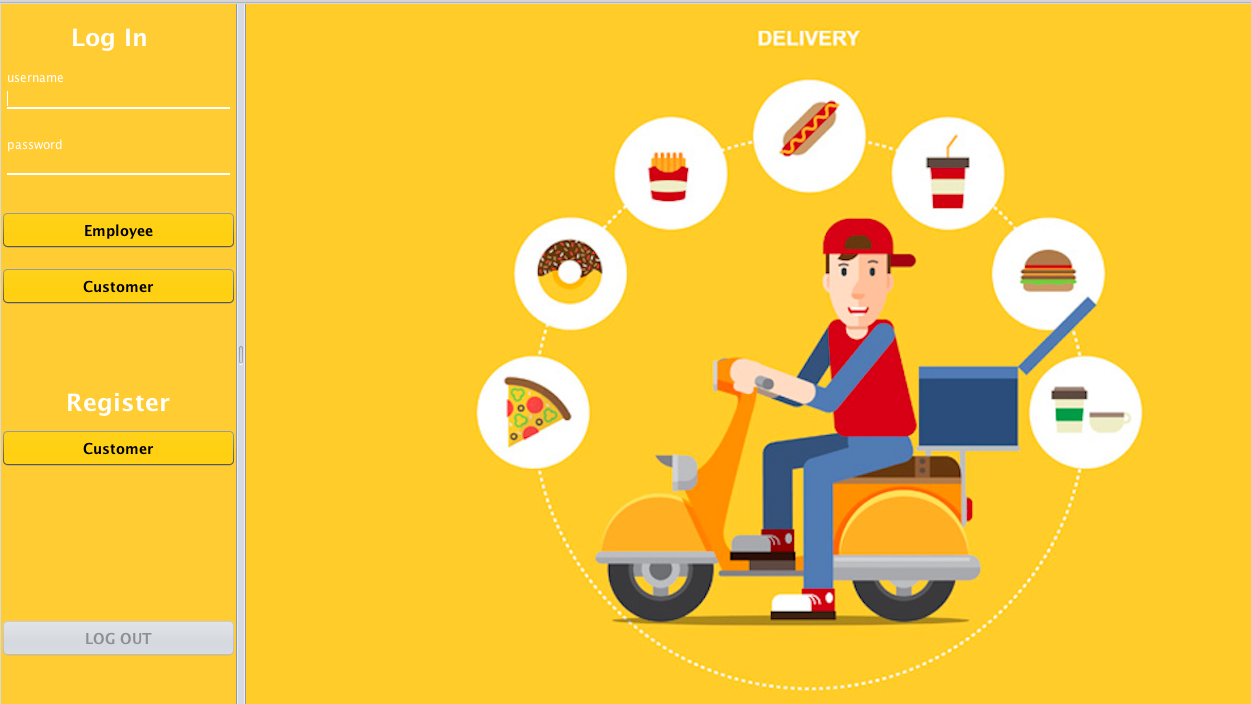 Log In
username
password
Employee
Customer
Register
Customer
LOG OUT
DELIVERY